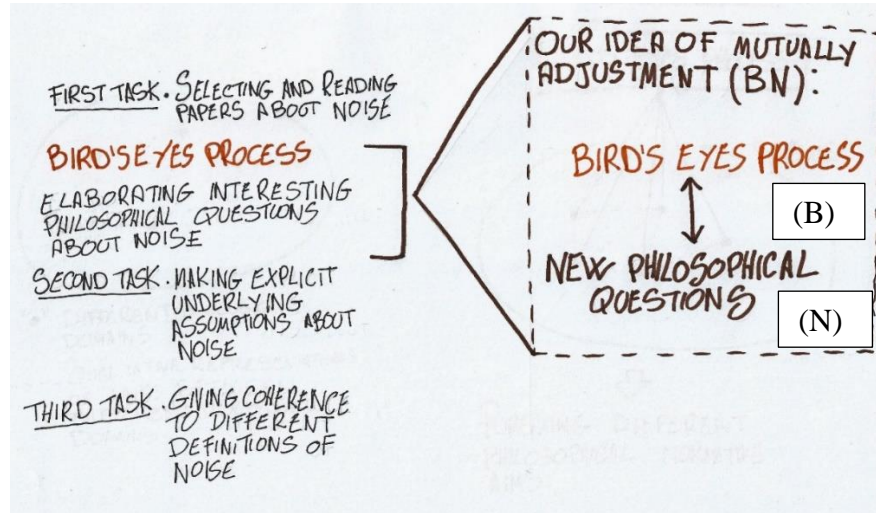 FIRST TASK. SELECTING AND READING
PAPERS ABOUT NOISE
BIRD'S EYES PROCESS
ELABORATING INTERESTING
PHILOSOPHICAL QUESTIONS
ABOUT NOISE
SECOND TASK. MAKING EXPLICIT
UNDERLYING
ASSUMPTIONS ABOUT
NOISE
THIRD TASK. GIVING COHERENCE
TO DIFFERENT
DEFINITIONS OF
NOISE
OUR IDEA OF MUTUALLY
ADJUSTMENT (BN):
BIRD'S EYES PROCESS
(B)
NEW PHILOSOPHICAL
QUESTIONS
(N)